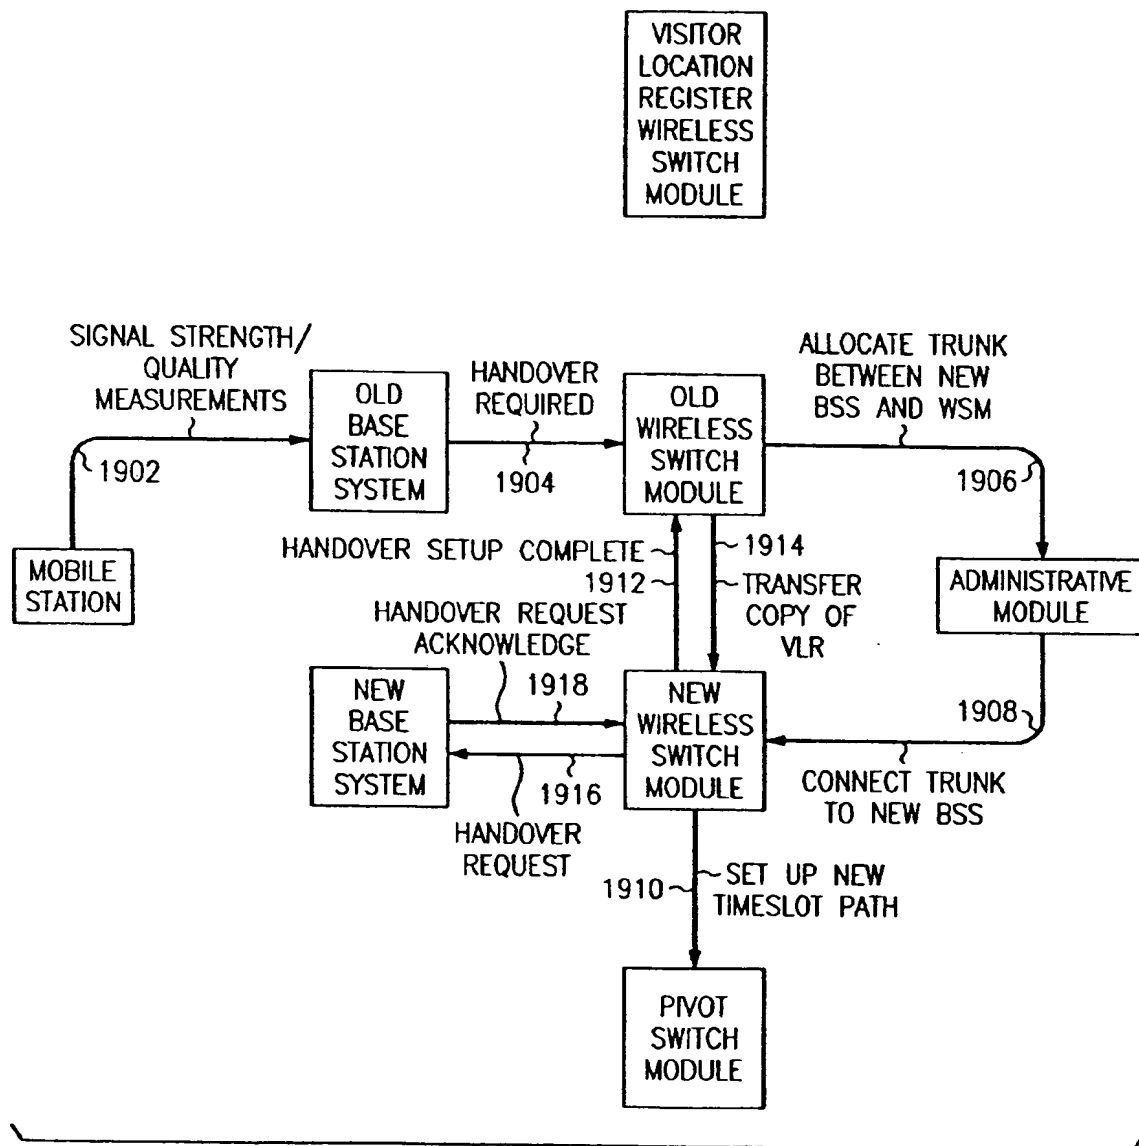 VISITOR
LOCATION
REGISTER
WIRELESS
SWITCH
MODULE
SIGNAL STRENGTH/
QUALITY
MEASUREMENTS
1902
OLD
BASE
STATION
SYSTEM
HANDOVER
REQUIRED
1904
OLD
WIRELESS
SWITCH
MODULE
ALLOCATE TRUNK
BETWEEN NEW
BSS AND WSM
1906
MOBILE
STATION
HANDOVER SETUP COMPLETE
1912
1914
TRANSFER
COPY OF
VLR
ADMINISTRATIVE
MODULE
HANDOVER REQUEST
ACKNOWLEDGE
1918
NEW
BASE
STATION
SYSTEM
1916
HANDOVER
REQUEST
NEW
WIRELESS
SWITCH
MODULE
1908
CONNECT TRUNK
TO NEW BSS
1910
SET UP NEW
TIMESLOT PATH
PIVOT
SWITCH
MODULE